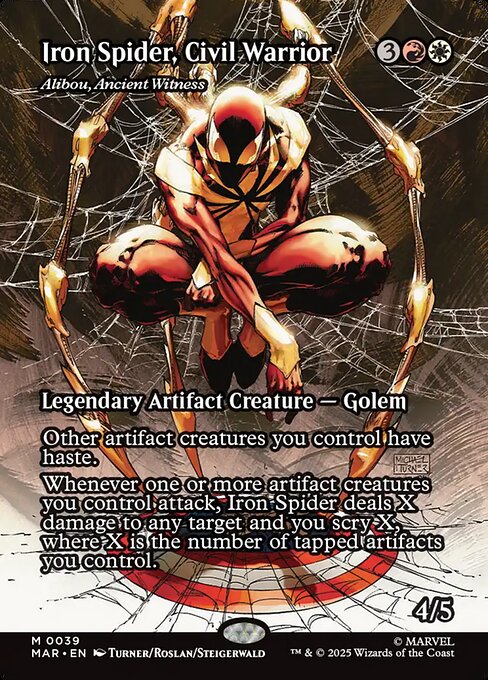 Iron Spider, Civil Warrior 3
Alibou, Ancient Witness
Legendary Artifact Creature — Golem
Other artifact creatures you control have
haste.
Whenever one or more artifact creatures
you control attack, Iron Spider deals X
damage to any target and you scry X,
where X is the number of tapped artifacts
you control.
MICHAEL
TURNER
4/5
M 0039
MAR • EN Turner/Roslan/Steigerwald
© MARVEL
™ & © 2025 Wizards of the Coast